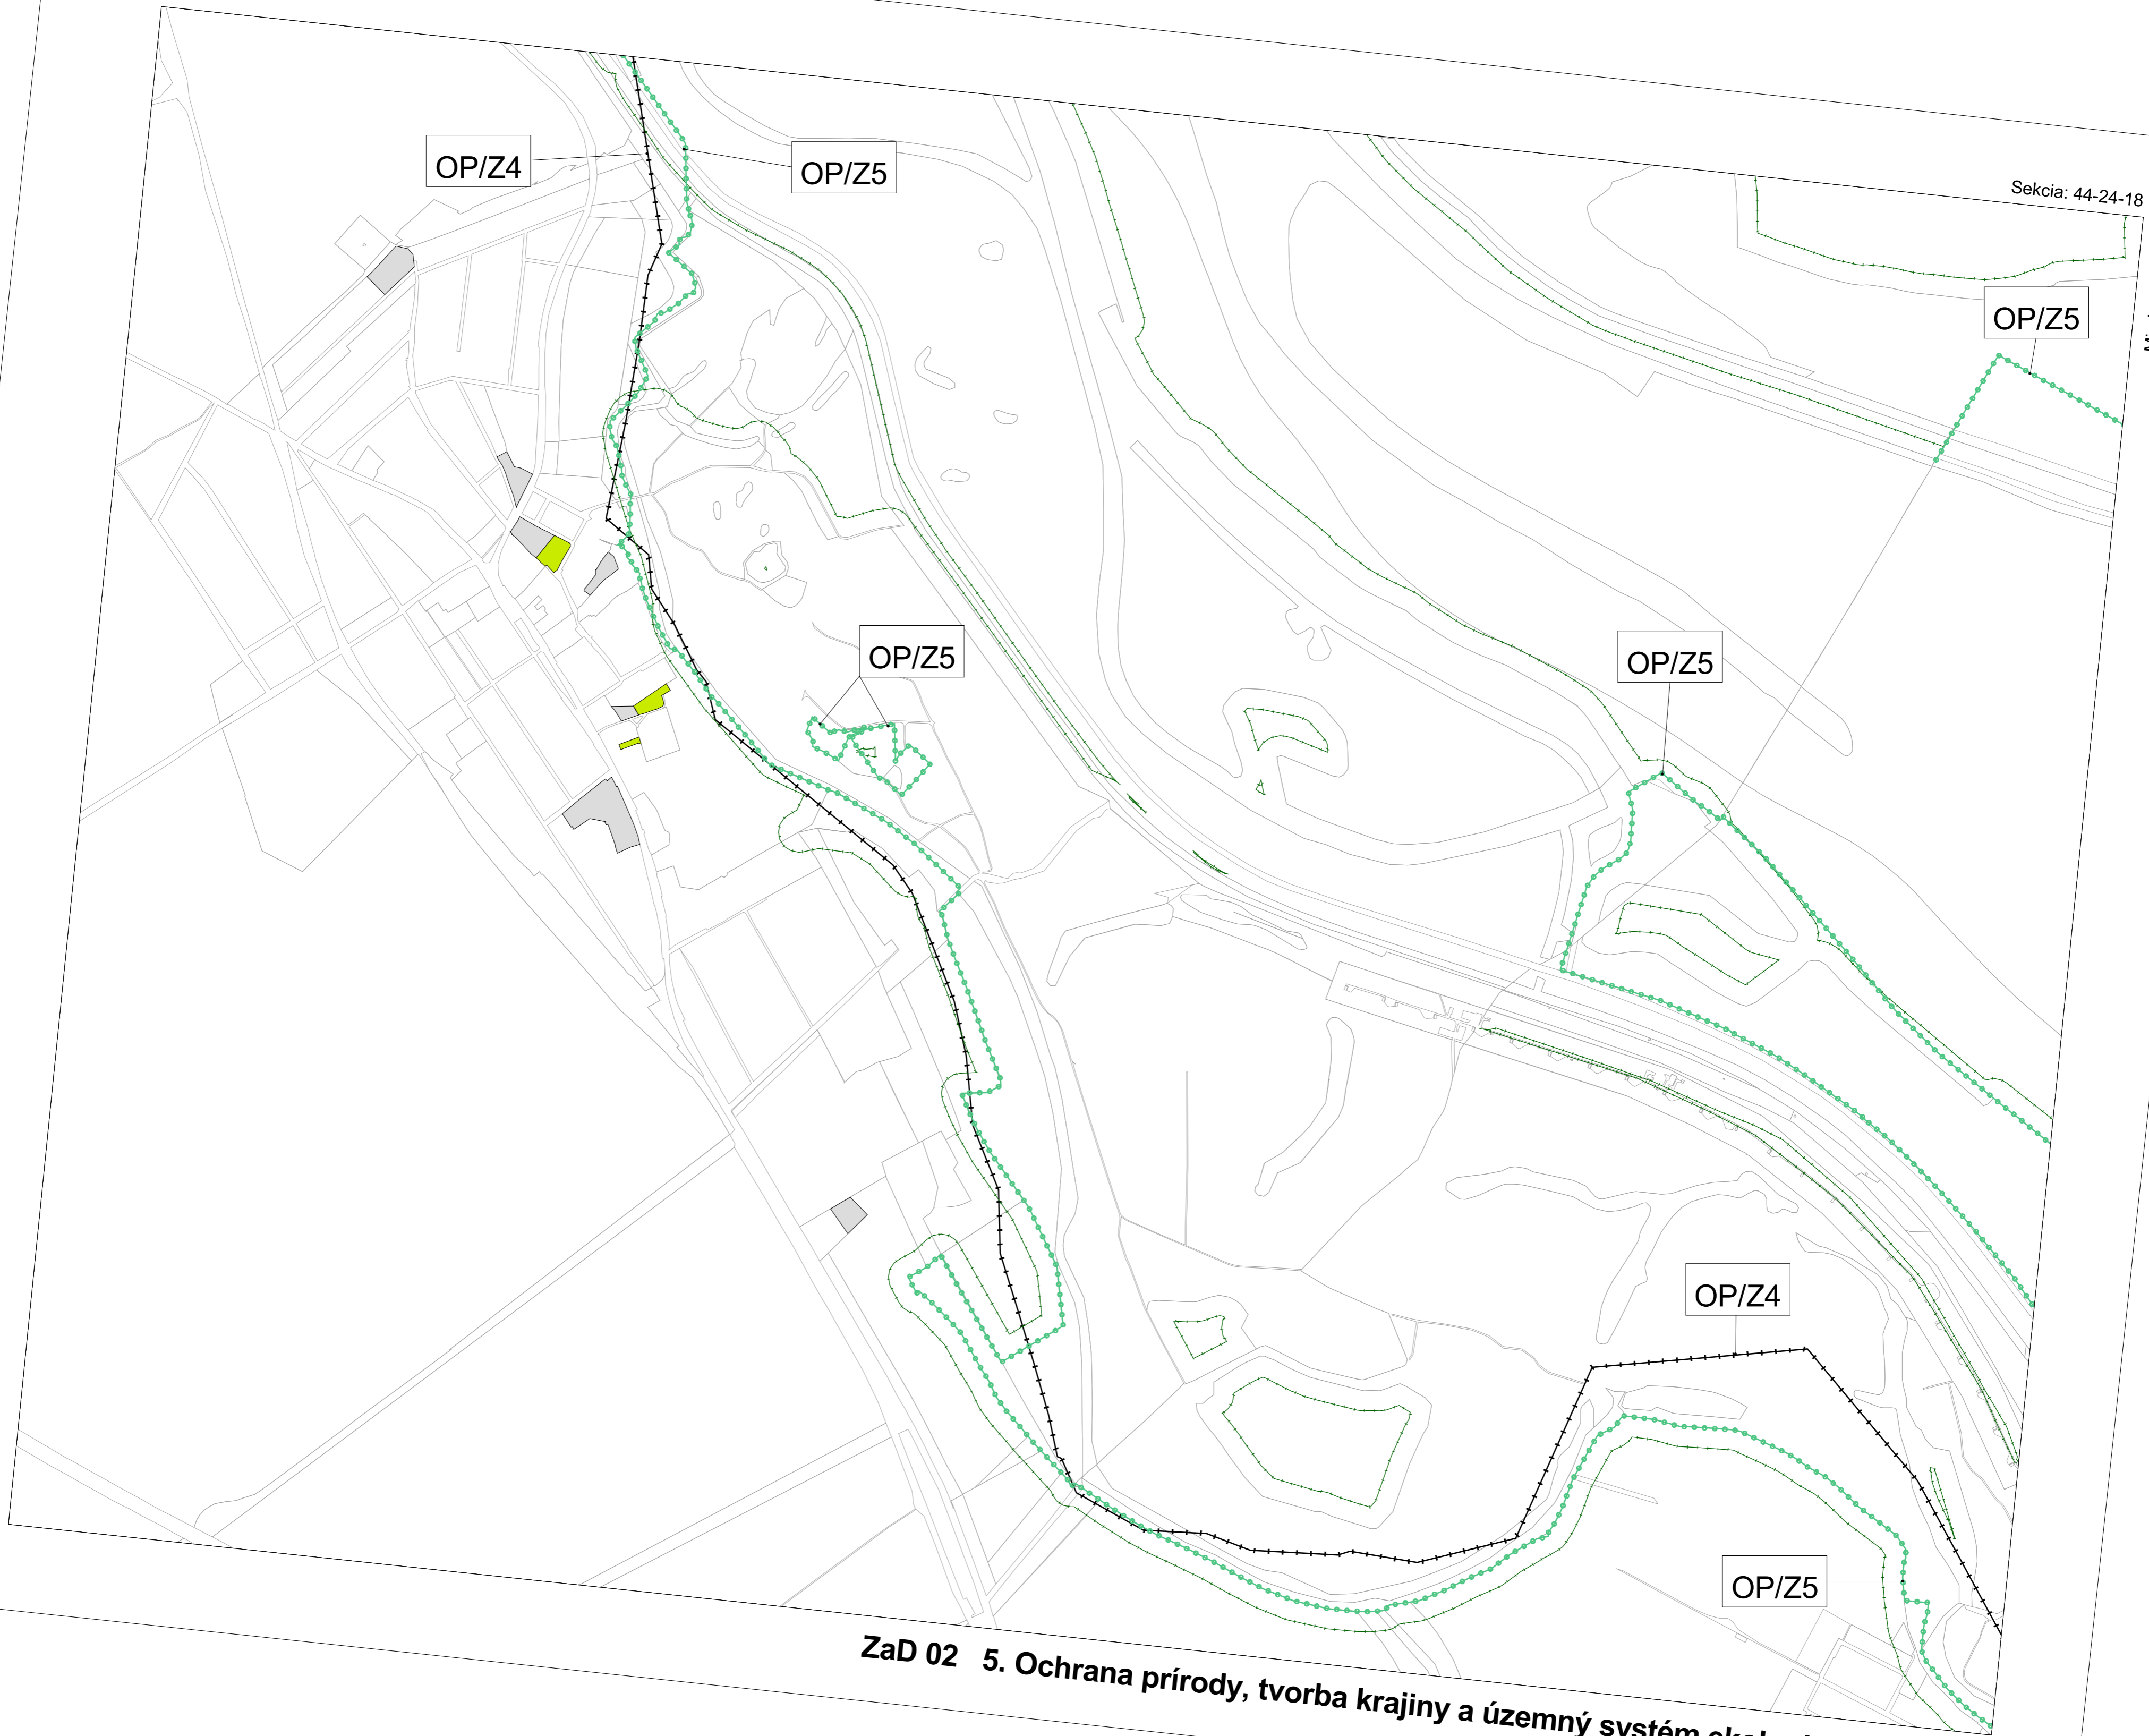 OP/Z4
OP/Z5
Sekcia: 44-24-18
OP/Z5
OP/Z5
OP/Z5
OP/Z4
OP/Z5
ZaD 02 5. Ochrana prírody, tvorba krajiny a územný systém